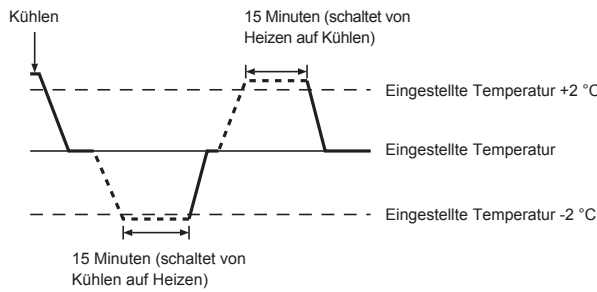 Kühlen
15 Minuten (schaltet von
Heizen auf Kühlen)
Eingestellte Temperatur +2 °C
Eingestellte Temperatur
Eingestellte Temperatur -2 °C
15 Minuten (schaltet von
Kühlen auf Heizen)